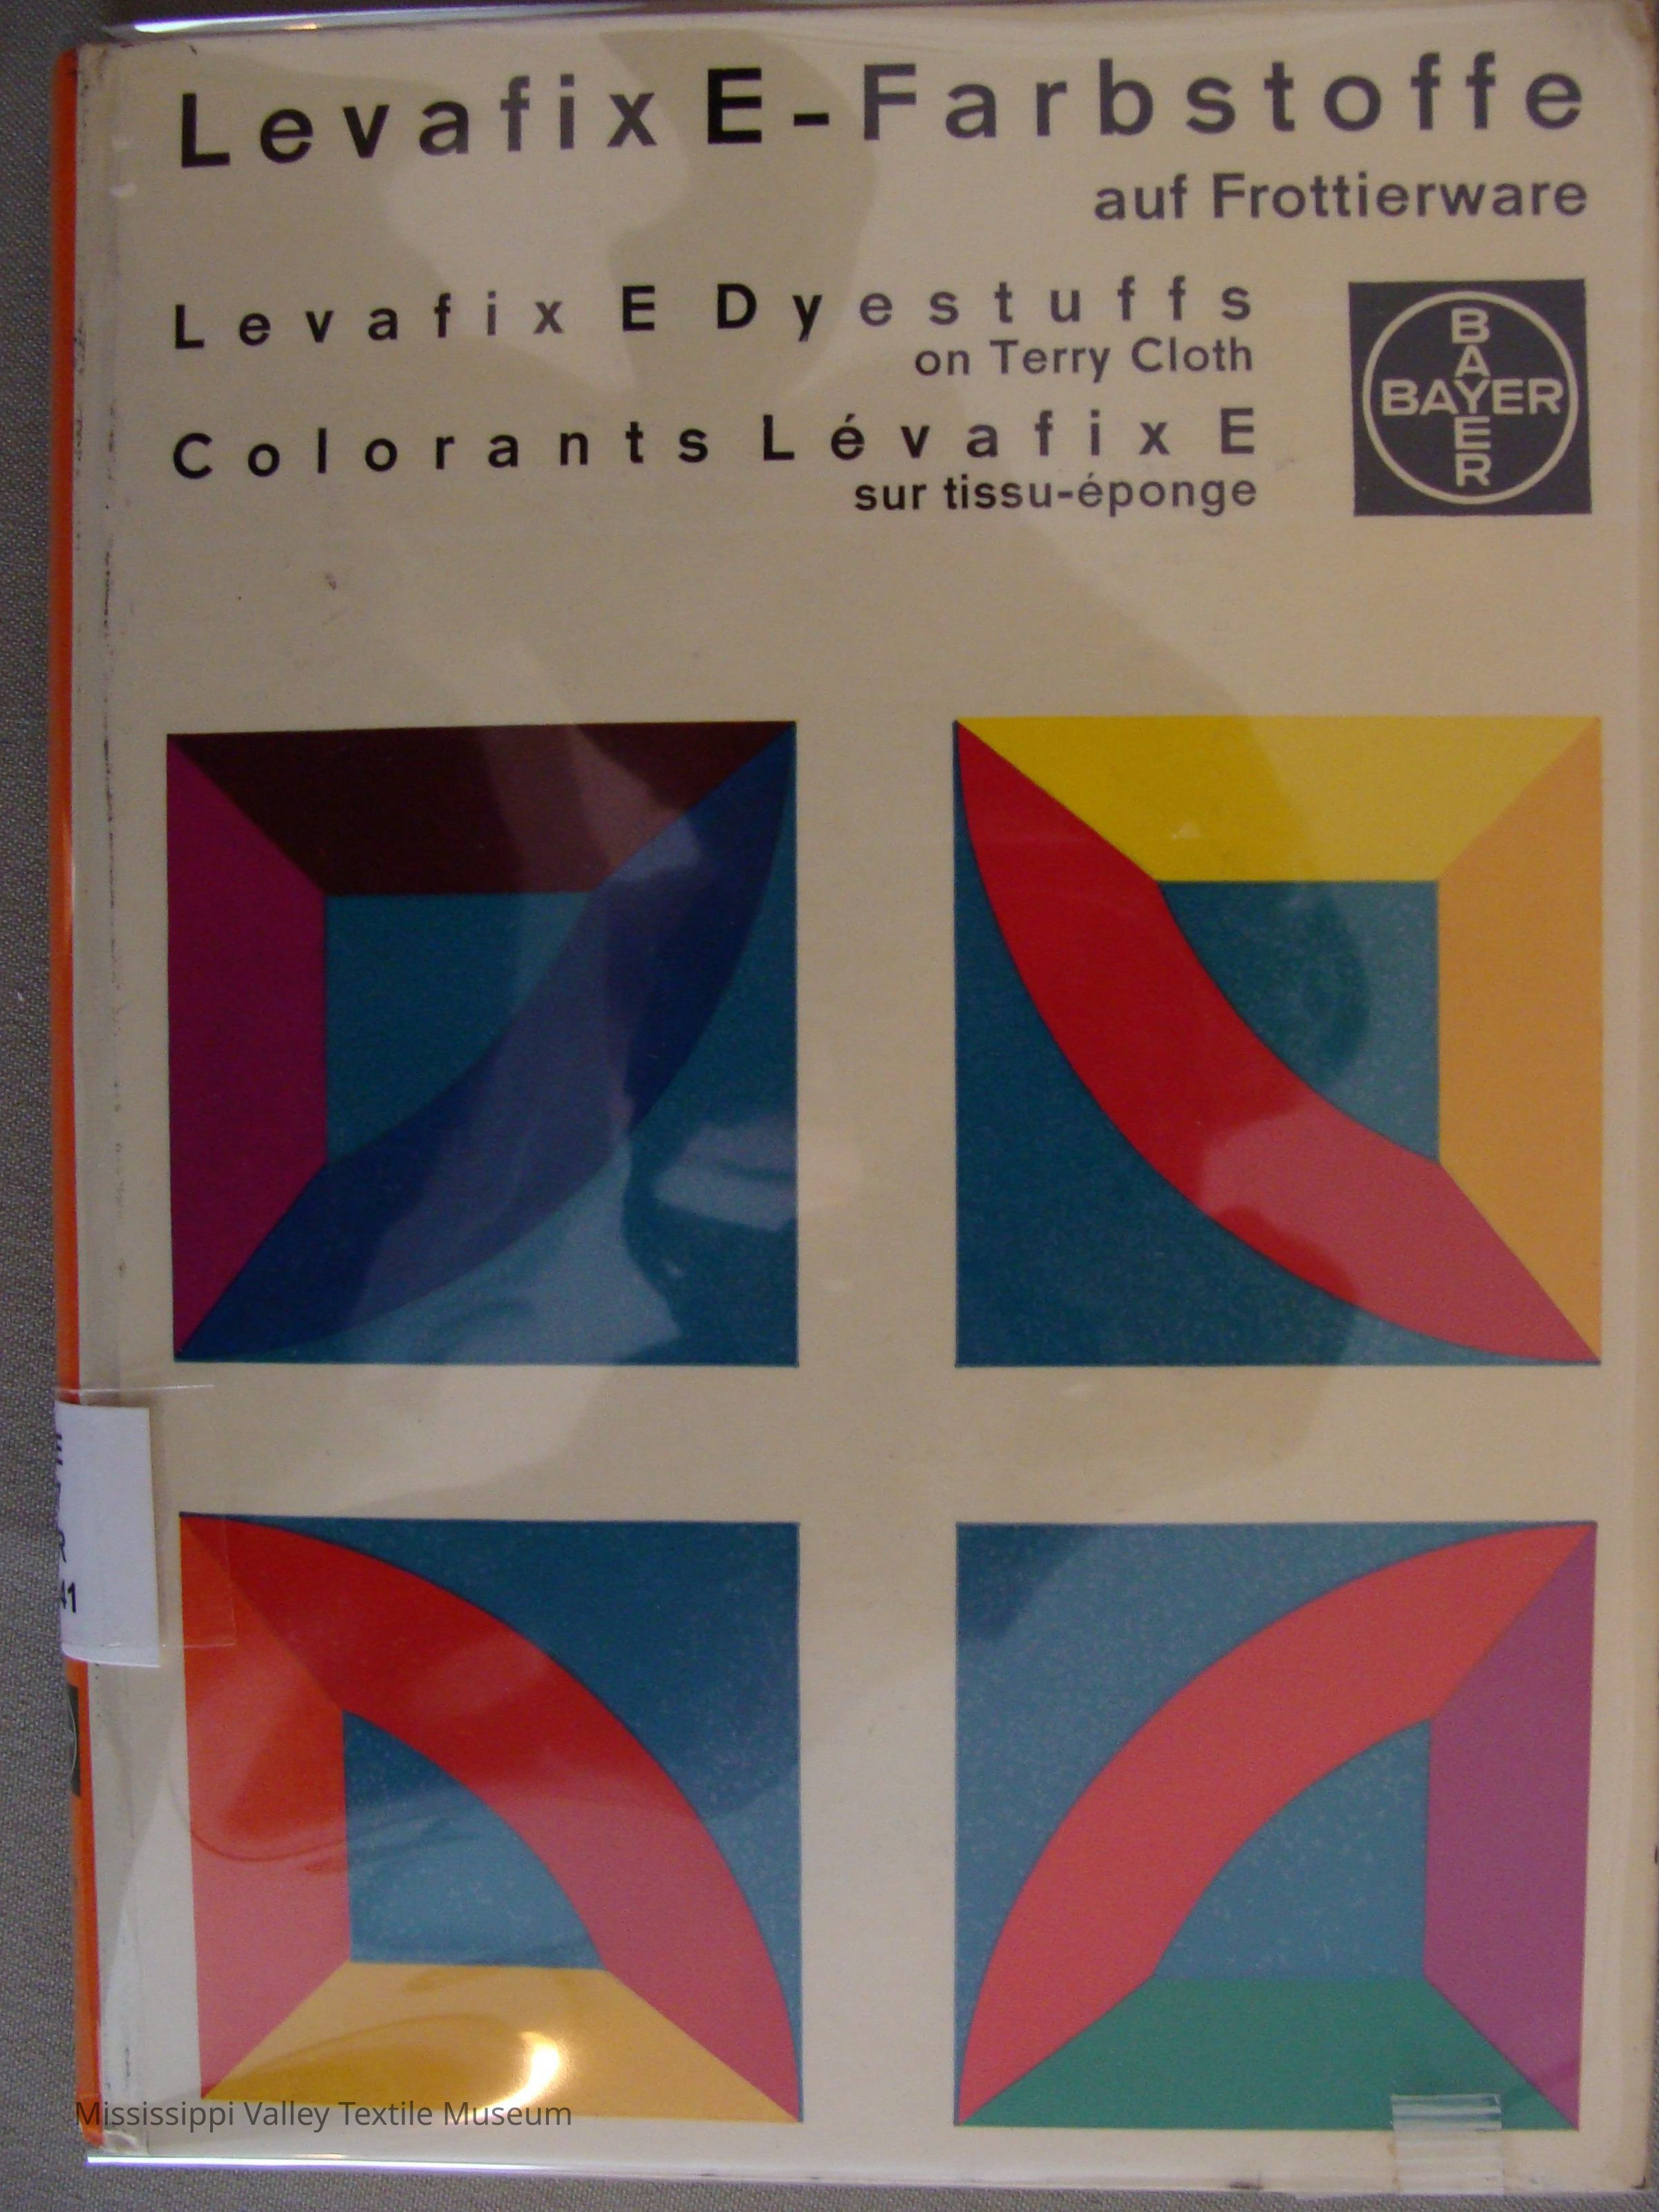 Levafix E-Farbstoffe
auf Frottierware
Levafix E Dyestuffs
on Terry Cloth
Colorants Lévafix E
sur tissu-éponge
BAYER
BAYER
41
Mississippi Valley Textile Museum